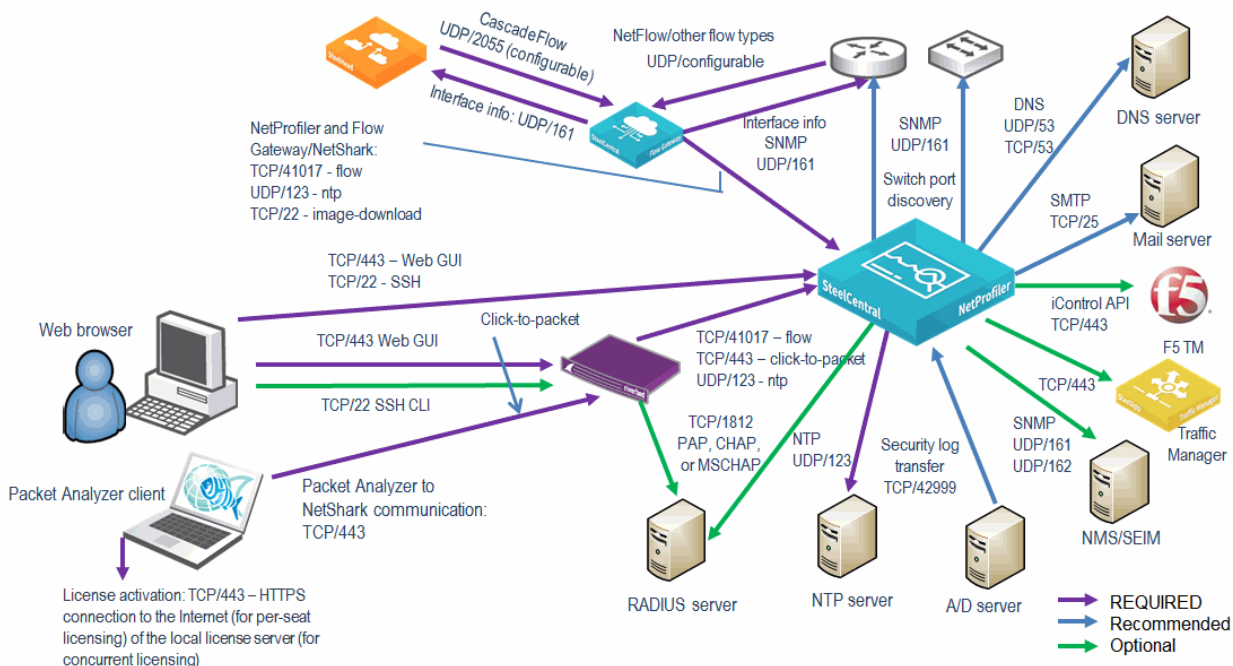 CascadeFlow
UDP/2055 (configurable)
NetFlow/other flow types
UDP/configurable
Steelhead
Interface info: UDP/161
SteelCentral
Flow Gateway
Interface info
SNMP
UDP/161
SNMP
UDP/161
Switch port
discovery
DNS
UDP/53
TCP/53
DNS server
NetProfiler and Flow
Gateway/NetShark:
TCP/41017 - flow
UDP/123 - ntp
TCP/22 - image-download
SMTP
TCP/25
Mail server
TCP/443 – Web GUI
TCP/22 - SSH
SteelCentral
NetProfiler
iControl API
TCP/443
f5
F5 TM
Web browser
Click-to-packet
TCP/443 Web GUI
TCP/22 SSH CLI
riverbed
TCP/41017 – flow
TCP/443 – click-to-packet
UDP/123 - ntp
TCP/443
Traffic Manager
Traffic
Manager
TCP/1812
PAP, CHAP,
or MSCHAP
NTP
UDP/123
Security log
transfer
TCP/42999
SNMP
UDP/161
UDP/162
Packet Analyzer client
Packet Analyzer to
NetShark communication:
TCP/443
NMS/SEIM
License activation: TCP/443 – HTTPS
connection to the Internet (for per-seat
licensing) of the local license server (for
concurrent licensing)
RADIUS server
NTP server
A/D server
REQUIRED
Recommended
Optional